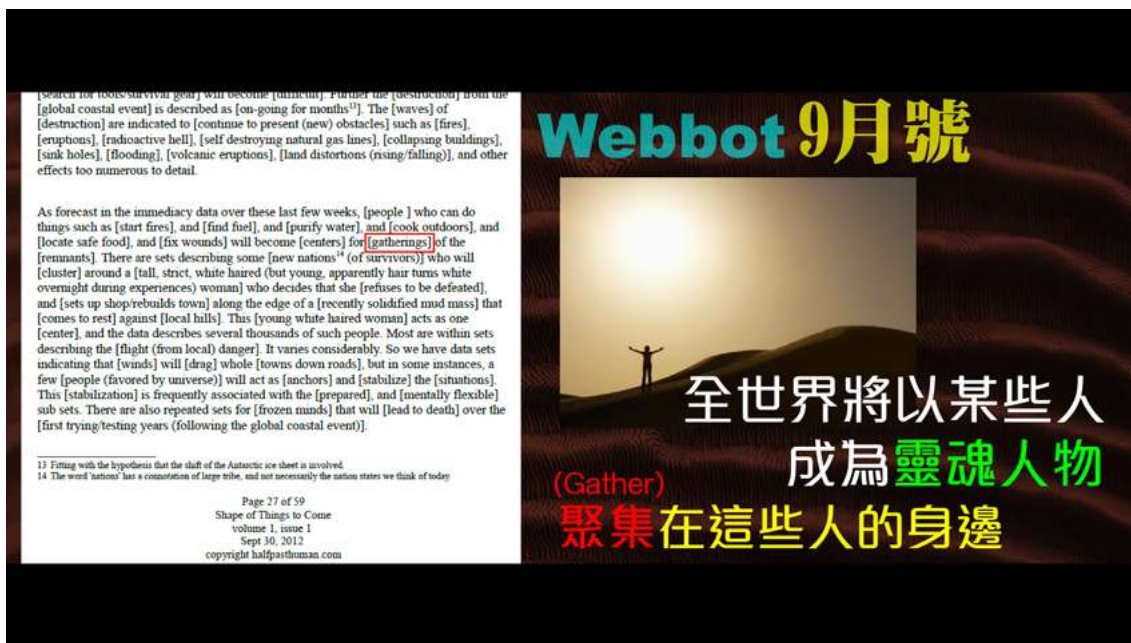 [search for tools/survival gear] will become [difficult]. Further the [destruction] from the
[global coastal event] is described as [on-going for months¹³]. The [waves] of
[destruction] are indicated to [continue to present (new) obstacles] such as [fires],
[eruptions], [radioactive hell], [self destroying natural gas lines], [collapsing buildings],
[sink holes], [flooding], [volcanic eruptions], [land distortions (rising/falling)], and other
effects too numerous to detail.
As forecast in the immediacy data over these last few weeks, [people ] who can do
things such as [start fires], and [find fuel], and [purify water], and [cook outdoors], and
[locate safe food], and [fix wounds] will become [centers] for [gatherings] of the
[remnants]. There are sets describing some [new nations¹⁴ (of survivors)] who will
[cluster] around a [tall, strict, white haired (but young, apparently hair turns white
overnight during experiences) woman] who decides that she [refuses to be defeated],
and [sets up shop/rebuilds town] along the edge of a [recently solidified mud mass] that
[comes to rest] against [local hills]. This [young white haired woman] acts as one
[center], and the data describes several thousands of such people. Most are within sets
describing the [flight (from local) danger]. It varies considerably. So we have data sets
indicating that [winds] will [drag] whole [towns down roads], but in some instances, a
few [people (favored by universe)] will act as [anchors] and [stabilize] the [situations].
This [stabilization] is frequently associated with the [prepared], and [mentally flexible]
sub sets. There are also repeated sets for [frozen minds] that will [lead to death] over the
[first trying/testing years (following the global coastal event)].
13 Fitting with the hypothesis that the shift of the Antarctic ice sheet is involved.
14 The word 'nations' has a connotation of large tribe, and not necessarily the nation states we think of today.
Page 27 of 59
Shape of Things to Come
volume 1, issue 1
Sept 30, 2012
copyright halfpasthuman.com
Webbot 9月號
全世界將以某些人
成為靈魂人物
(Gather)
聚集在這些人的身邊